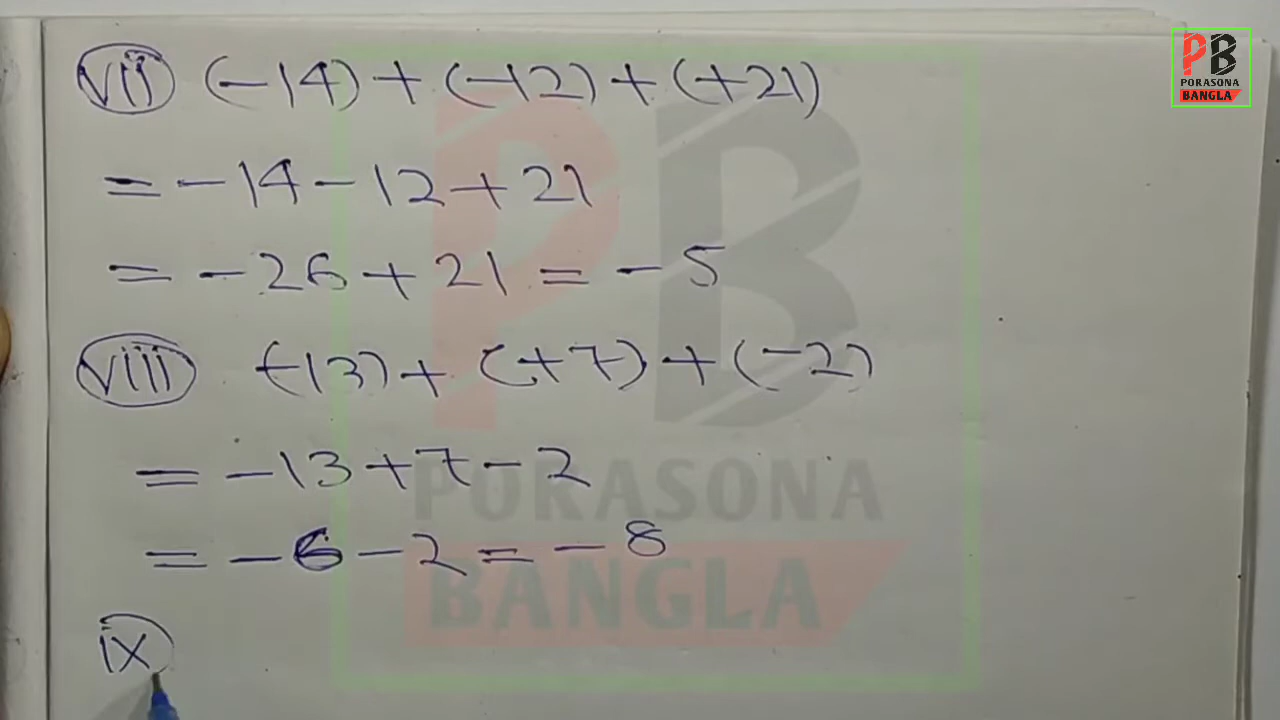 PB
PORASONA
BANGLA
vii (-14) + (-12) + (+21)
= -14 - 12 + 21
= -26 + 21 = -5
viii (-13) + (+7) + (-2)
= -13 + 7 - 2
= -6 - 2 = -8
ix
PB
PORASONA
BANGLA